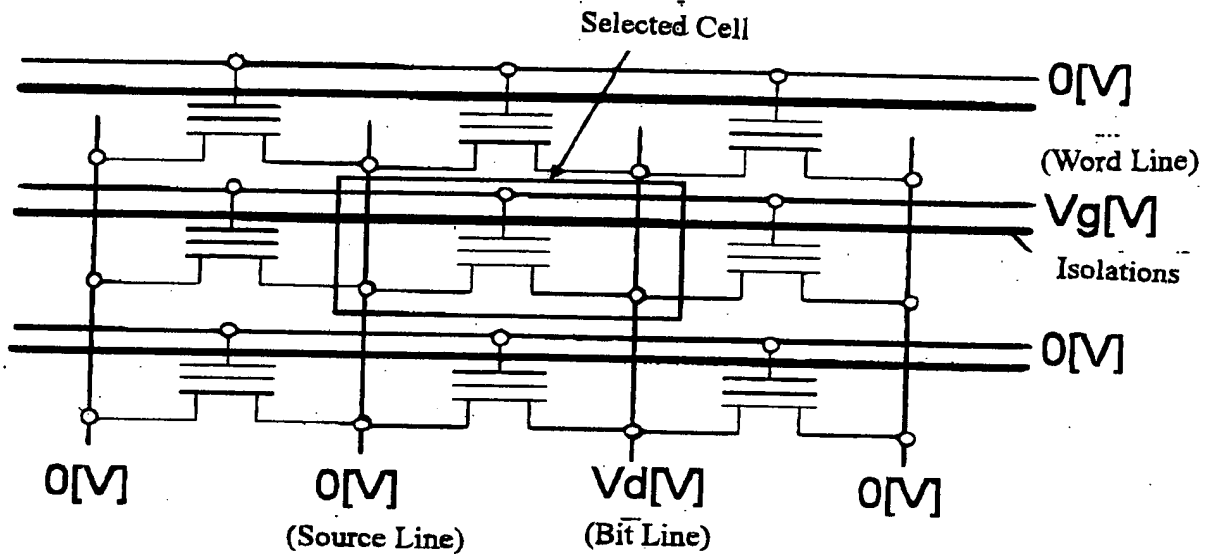 Selected Cell
0[V]
(Word Line)
Vg[V]
Isolations
0[V]
0[V]
0[V]
Vd[V]
0[V]
(Source Line)
(Bit Line)